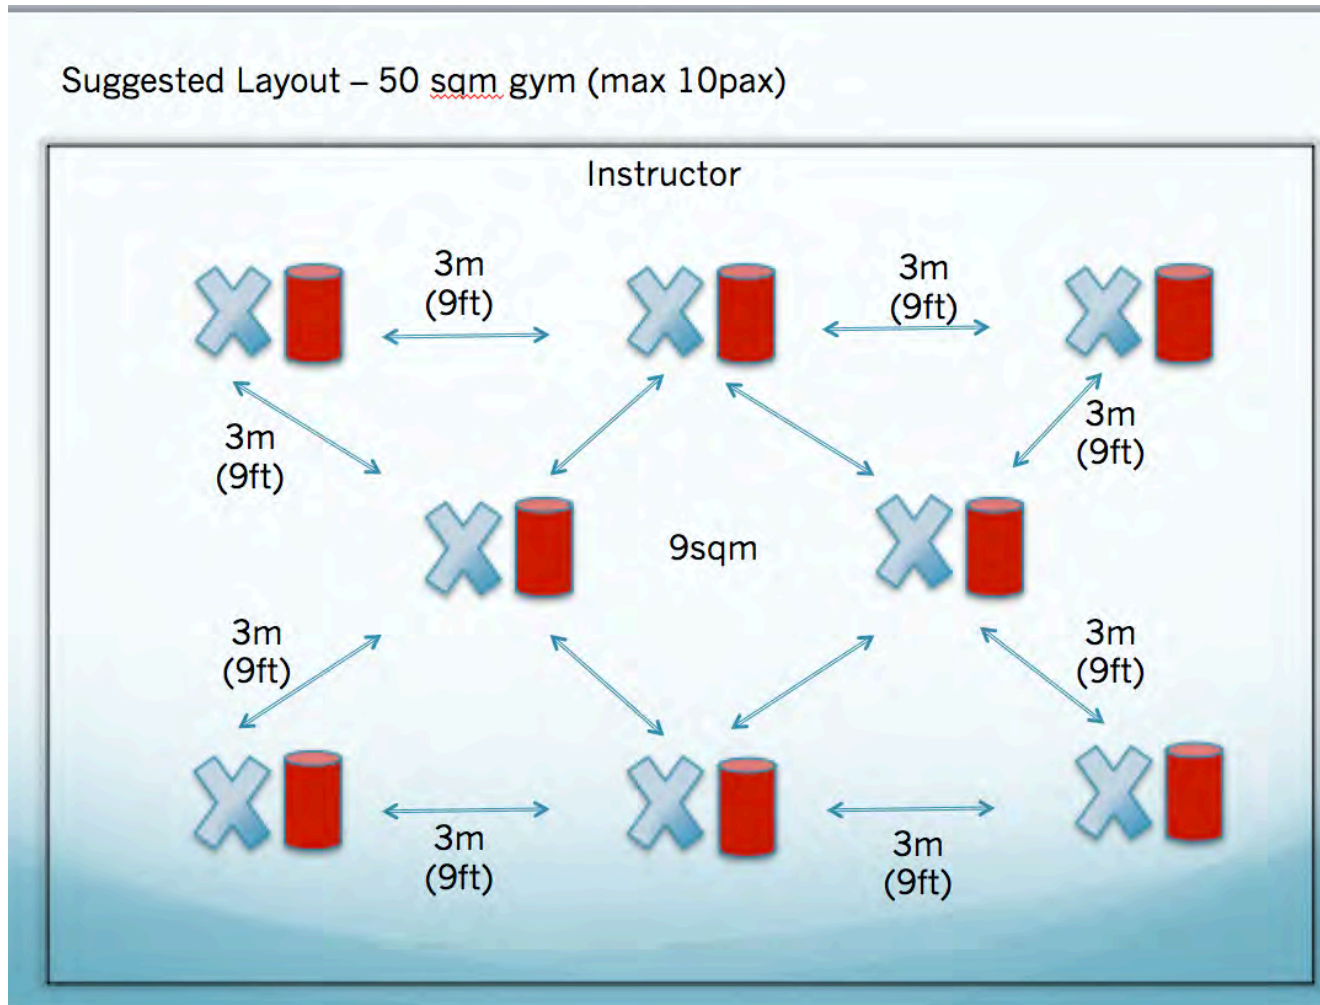 Suggested Layout – 50 sqm gym (max 10pax)
Instructor
3m
(9ft)
3m
(9ft)
3m
(9ft)
3m
(9ft)
9sqm
3m
(9ft)
3m
(9ft)
3m
(9ft)
3m
(9ft)